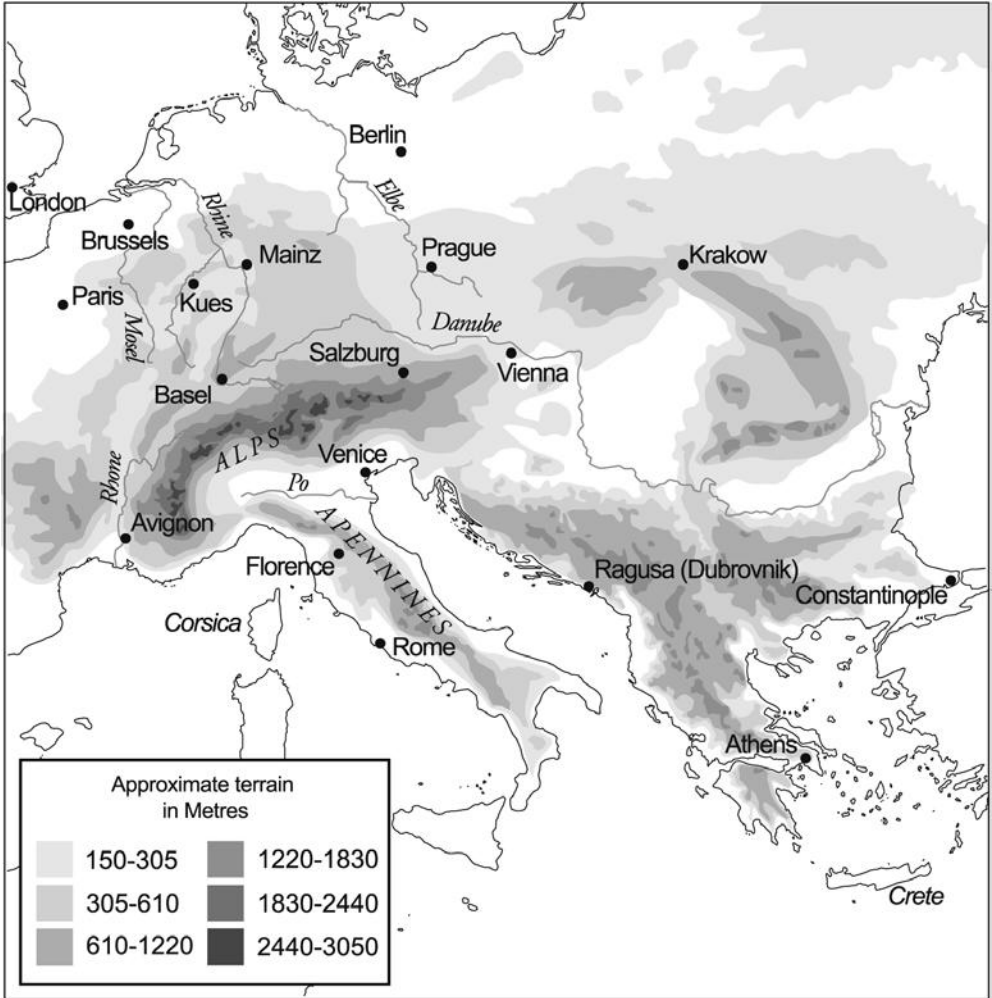 Berlin
Elbe
London
Rhine
Brussels
Prague
Krakow
Mainz
Kues
Paris
Danube
Mosel
Salzburg
Vienna
Basel
ALPS
Venice
Rhone
Po
Avignon
APENNINES
Florence
Ragusa (Dubrovnik)
Constantinople
Corsica
Rome
Athens
Crete
Approximate terrain
in Metres
150-305
1220-1830
305-610
1830-2440
610-1220
2440-3050